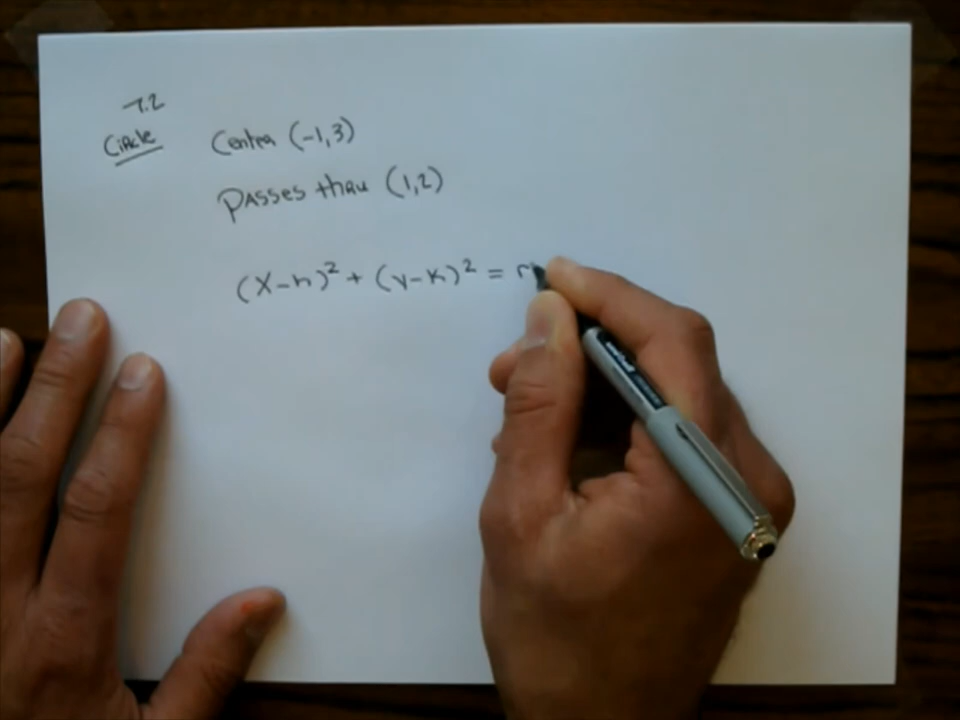 7.2
Circle Center (-1,3)
Passes thru (1,2)
(x-h)² + (y-k)² = r